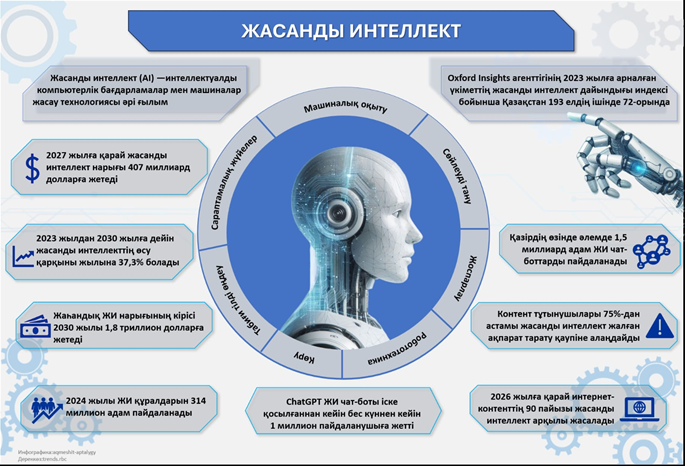 ЖАСАНДЫ ИНТЕЛЛЕКТ
Жасанды интеллект (AI) —интеллектуалды
компьютерлік бағдарламалар мен машиналар
жасау технологиясы әрі ғылым
Oxford Insights агенттігінің 2023 жылға арналған
үкіметтің жасанды интеллект дайындығы индексі
бойынша Қазақстан 193 елдің ішінде 72-орында
Машиналық оқыту
Сөйлеуді тану
Жоспарлау
Робототехника
Көру
Табиғи тілді өңдеу
Сараптамалық жүйелер
2027 жылға қарай жасанды
интеллект нарығы 407 миллиард
долларға жетеді
2023 жылдан 2030 жылға дейін
жасанды интеллекттің өсу
қарқыны жылына 37,3% болады
Жаһандық ЖИ нарығының кірісі
2030 жылы 1,8 триллион долларға
жетеді
2024 жылы ЖИ құралдарын 314
миллион адам пайдаланады
ChatGPT ЖИ чат-боты іске
қосылғаннан кейін бес күннен кейін
1 миллион пайдаланушыға жетті
Қазірдің өзінде әлемде 1,5
миллиард адам ЖИ чат-
боттарды пайдаланады
Контент тұтынушылары 75%-дан
астамы жасанды интеллект жалған
ақпарат тарату қаупіне алаңдайды
2026 жылға қарай интернет-
контенттің 90 пайызы жасанды
интеллект арқылы жасалады
Инфографика:aqmeshit-aptalygy
Дереккөз:trends.rbc